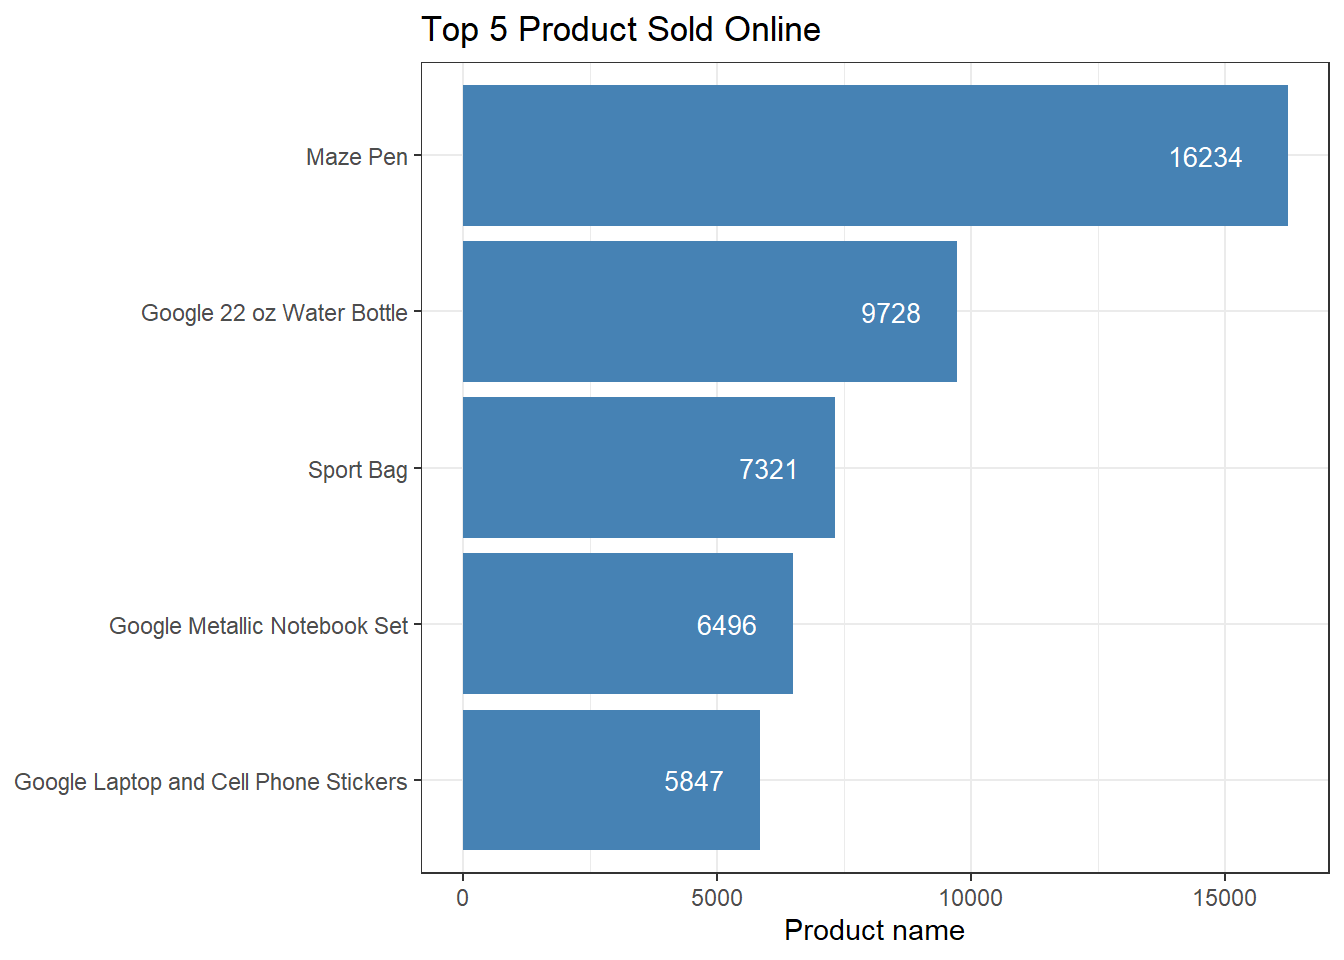 Top 5 Product Sold Online
Maze Pen
16234
Google 22 oz Water Bottle
9728
Sport Bag
7321
Google Metallic Notebook Set
6496
Google Laptop and Cell Phone Stickers
5847
0 5000 10000 15000
Product name